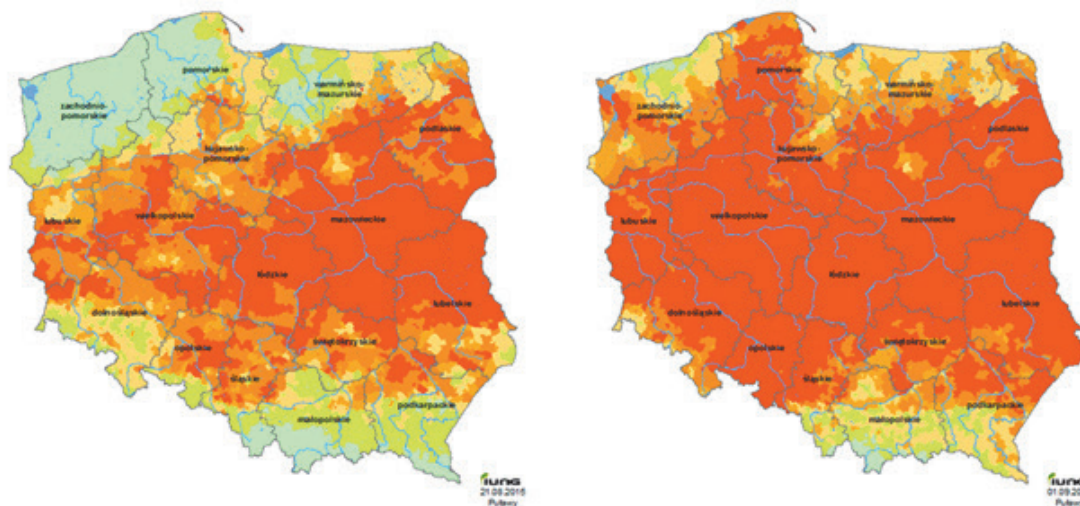 pomorskie
zachodnio-
pomorskie
warmińsko-
mazurskie
podlaskie
kujawsko-
pomorskie
lubuskie
wielkopolskie
mazowieckie
łódzkie
lubelskie
dolnośląskie
opolskie
świętokrzyskie
śląskie
małopolskie
podkarpackie
IUNG
21.08.2015
Puławy
pomorskie
zachodnio-
pomorskie
warmińsko-
mazurskie
podlaskie
kujawsko-
pomorskie
lubuskie
wielkopolskie
mazowieckie
łódzkie
lubelskie
dolnośląskie
opolskie
świętokrzyskie
śląskie
małopolskie
podkarpackie
IUNG